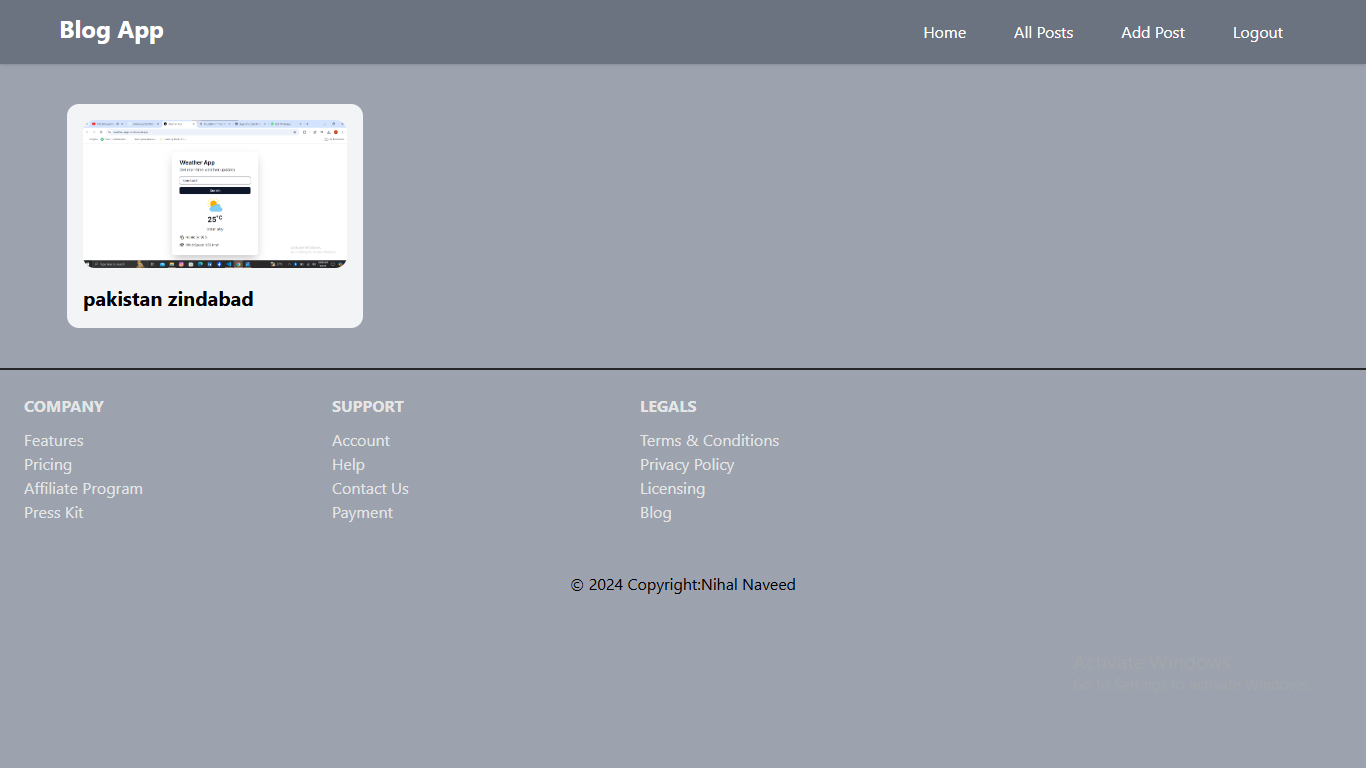 Blog App
Home All Posts Add Post Logout
Weather App
25°C
pakistan zindabad
COMPANY
Features
Pricing
Affiliate Program
Press Kit
SUPPORT
Account
Help
Contact Us
Payment
LEGALS
Terms & Conditions
Privacy Policy
Licensing
Blog
© 2024 Copyright:Nihal Naveed
Activate Windows
Go to Settings to activate Windows.